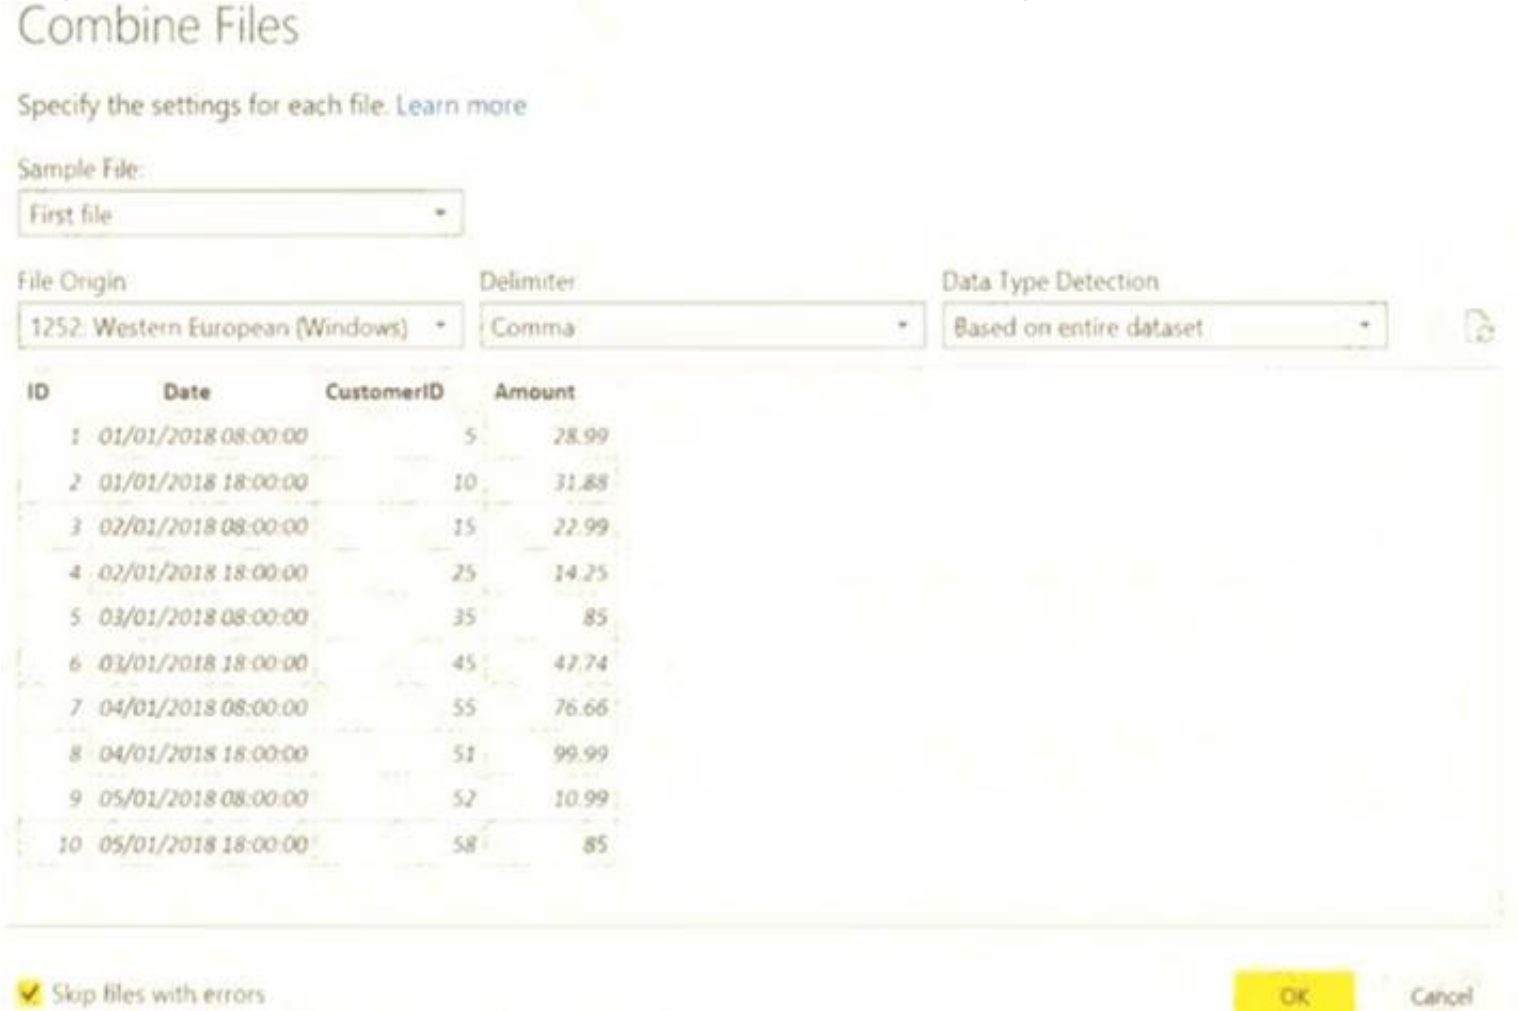 Combine Files
Specify the settings for each file. Learn more
Sample File:
First file
File Origin Delimiter Data Type Detection
1252: Western European (Windows) Comma Based on entire dataset
ID Date CustomerID Amount
1 01/01/2018 08:00:00 5 28.99
2 01/01/2018 18:00:00 10 31.88
3 02/01/2018 08:00:00 15 22.99
4 02/01/2018 18:00:00 25 14.25
5 03/01/2018 08:00:00 35 85
6 03/01/2018 18:00:00 45 47.74
7 04/01/2018 08:00:00 55 76.66
8 04/01/2018 18:00:00 51 99.99
9 05/01/2018 08:00:00 52 10.99
10 05/01/2018 18:00:00 58 85
Skip files with errors OK Cancel